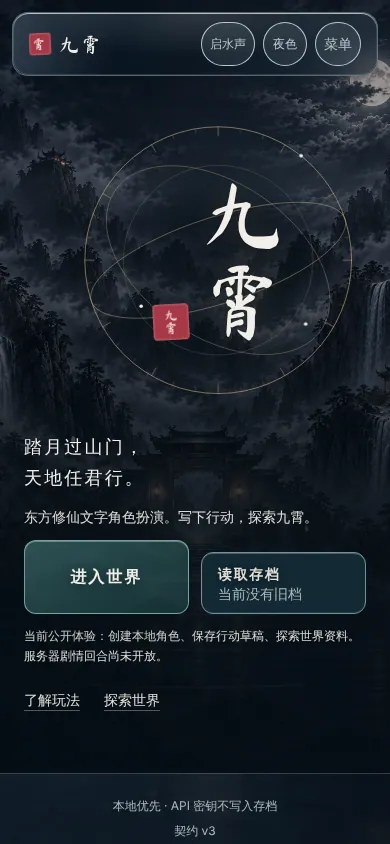 霄
九霄
启水声
夜色
菜单
九霄
九霄
踏月过山门，
天地任君行。
东方修仙文字角色扮演。写下行动，探索九霄。
进入世界
读取存档
当前没有旧档
当前公开体验：创建本地角色、保存行动草稿、探索世界资料。
服务器剧情回合尚未开放。
了解玩法
探索世界
本地优先 · API 密钥不写入存档
契约 v3